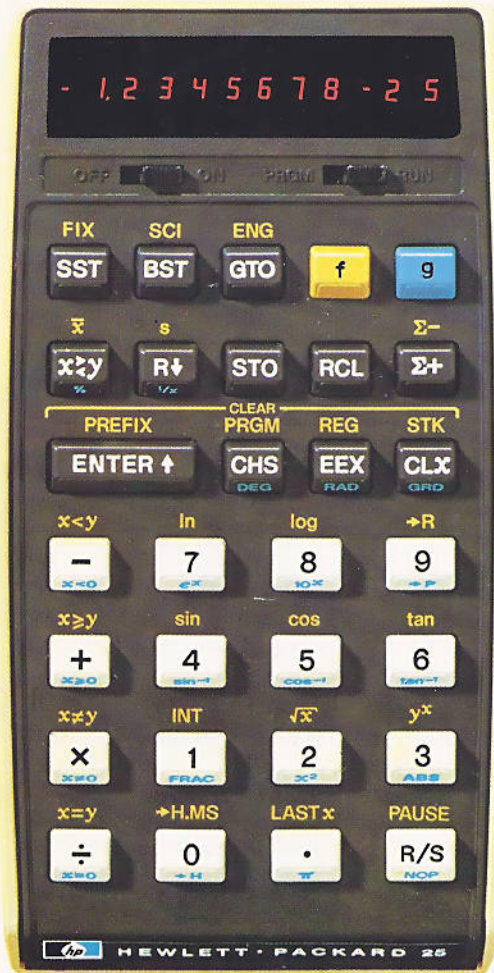 - 1,2 3 4 5 6 7 8 - 2 5
OFF ON PRGM RUN
FIX SCI ENG
SST BST GTO f g
x̄ s Σ−
x≷y R↓ STO RCL Σ+
% 1/x
CLEAR
PREFIX PRGM REG STK
ENTER ↑ CHS EEX CLX
DEG RAD GRD
x<y ln log →R
− 7 8 9
x<0 eˣ 10ˣ →P
x≥y sin cos tan
+ 4 5 6
x≥0 sin⁻¹ cos⁻¹ tan⁻¹
x≠y INT √x yˣ
× 1 2 3
x≠0 FRAC x² ABS
x=y →H.MS LAST x PAUSE
÷ 0 · R/S
x=0 →H π NOP
hp HEWLETT · PACKARD 25